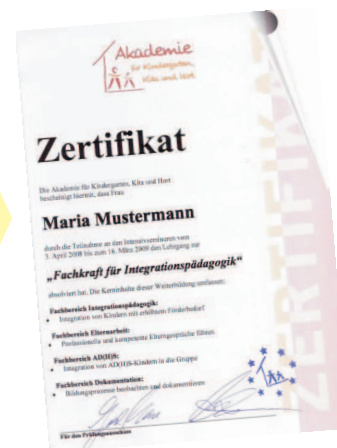 Akademie
für Kindergarten,
Kita und Hort
Zertifikat
Die Akademie für Kindergarten, Kita und Hort
bescheinigt hiermit, dass Frau
Maria Mustermann
durch die Teilnahme an den Intensivseminaren vom
3. April 2008 bis zum 16. März 2009 den Lehrgang zur
„Fachkraft für Integrationspädagogik“
absolviert hat. Die Kerninhalte dieser Weiterbildung umfassen:
Fachbereich Integrationspädagogik:
• Integration von Kindern mit erhöhtem Förderbedarf
Fachbereich Elternarbeit:
• Professionelle und kompetente Elterngespräche führen
Fachbereich AD(H)S:
• Integration von AD(H)S-Kindern in die Gruppe
Fachbereich Dokumentation:
• Bildungsprozesse beobachten und dokumentieren
Für den Prüfungsausschuss
ZERTIFIKAT